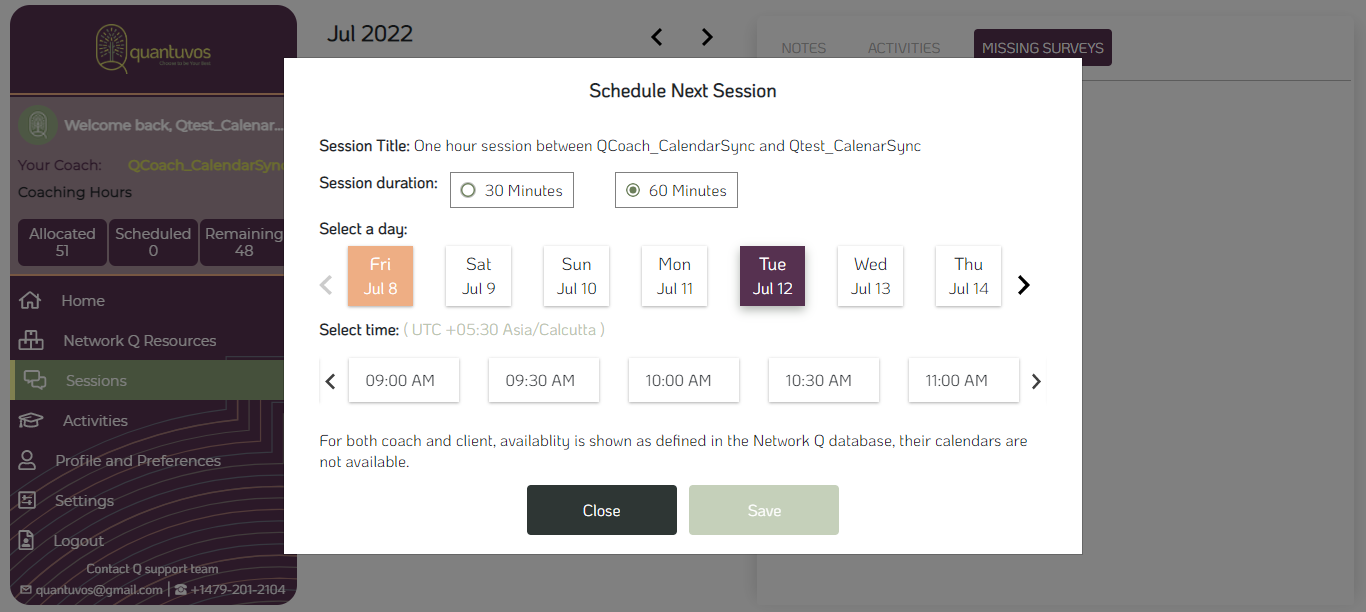 quantuvos
Choose to be Your Best
Welcome back, Qtest_Calenar...
Your Coach: QCoach_CalendarSync
Coaching Hours
Allocated
51
Scheduled
0
Remaining
48
Home
Network Q Resources
Sessions
Activities
Profile and Preferences
Settings
Logout
Contact Q support team
quantuvos@gmail.com | +1479-201-2104
Jul 2022
NOTES
ACTIVITIES
MISSING SURVEYS
Schedule Next Session
Session Title: One hour session between QCoach_CalendarSync and Qtest_CalenarSync
Session duration:
30 Minutes
60 Minutes
Select a day:
Fri
Jul 8
Sat
Jul 9
Sun
Jul 10
Mon
Jul 11
Tue
Jul 12
Wed
Jul 13
Thu
Jul 14
Select time: ( UTC +05:30 Asia/Calcutta )
09:00 AM
09:30 AM
10:00 AM
10:30 AM
11:00 AM
For both coach and client, availablity is shown as defined in the Network Q database, their calendars are
not available.
Close
Save